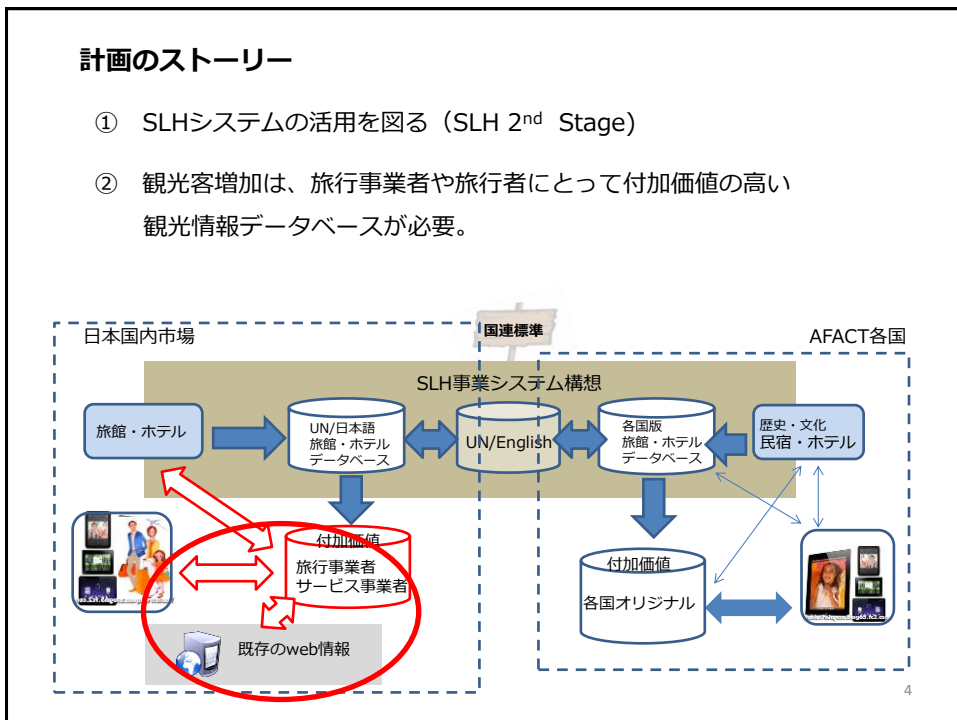 計画のストーリー
① SLHシステムの活用を図る（SLH 2nd Stage)
② 観光客増加は、旅行事業者や旅行者にとって付加価値の高い
観光情報データベースが必要。
日本国内市場
国連標準
AFACT各国
SLH事業システム構想
旅館・ホテル
UN/日本語
旅館・ホテル
データベース
UN/English
各国版
旅館・ホテル
データベース
歴史・文化
民宿・ホテル
付加価値
旅行事業者
サービス事業者
付加価値
各国オリジナル
既存のweb情報
4